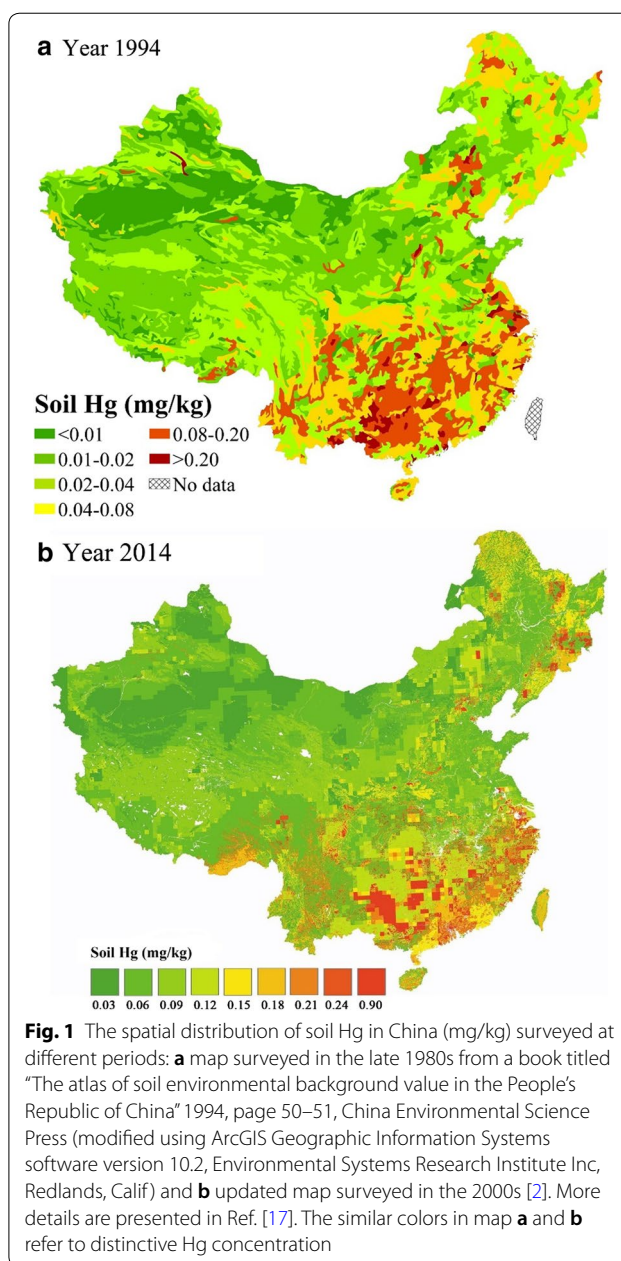 a Year 1994
Soil Hg (mg/kg)
<0.01
0.01-0.02
0.02-0.04
0.04-0.08
0.08-0.20
>0.20
No data
b Year 2014
Soil Hg (mg/kg)
0.03 0.06 0.09 0.12 0.15 0.18 0.21 0.24 0.90
Fig. 1 The spatial distribution of soil Hg in China (mg/kg) surveyed at
different periods: a map surveyed in the late 1980s from a book titled
“The atlas of soil environmental background value in the People’s
Republic of China” 1994, page 50–51, China Environmental Science
Press (modified using ArcGIS Geographic Information Systems
software version 10.2, Environmental Systems Research Institute Inc,
Redlands, Calif) and b updated map surveyed in the 2000s [2]. More
details are presented in Ref. [17]. The similar colors in map a and b
refer to distinctive Hg concentration